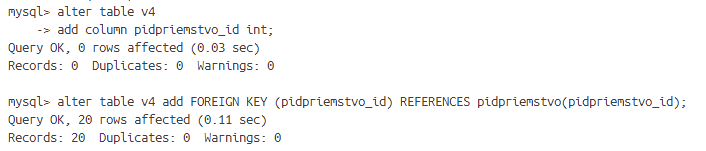 mysql> alter table v4
    -> add column pidpriemstvo_id int;
Query OK, 0 rows affected (0.03 sec)
Records: 0  Duplicates: 0  Warnings: 0

mysql> alter table v4 add FOREIGN KEY (pidpriemstvo_id) REFERENCES pidpriemstvo(pidpriemstvo_id);
Query OK, 20 rows affected (0.11 sec)
Records: 20  Duplicates: 0  Warnings: 0